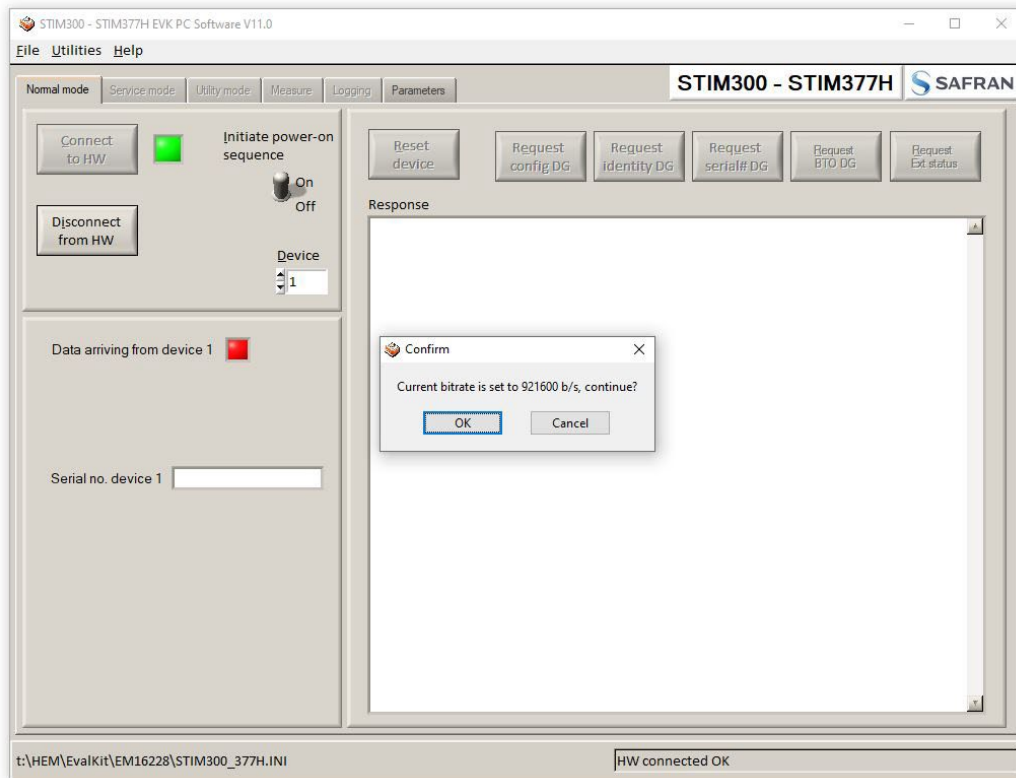 STIM300 - STIM377H EVK PC Software V11.0
File Utilities Help
Normal mode
Service mode
Utility mode
Measure
Logging
Parameters
STIM300 - STIM377H
SAFRAN
Connect
to HW
Initiate power-on
sequence
On
Off
Disconnect
from HW
Device
1
Reset
device
Request
config DG
Request
identity DG
Request
serial# DG
Request
BTO DG
Request
Ext status
Response
Data arriving from device 1
Confirm
Current bitrate is set to 921600 b/s, continue?
OK
Cancel
Serial no. device 1
t:\HEM\EvalKit\EM16228\STIM300_377H.INI
HW connected OK